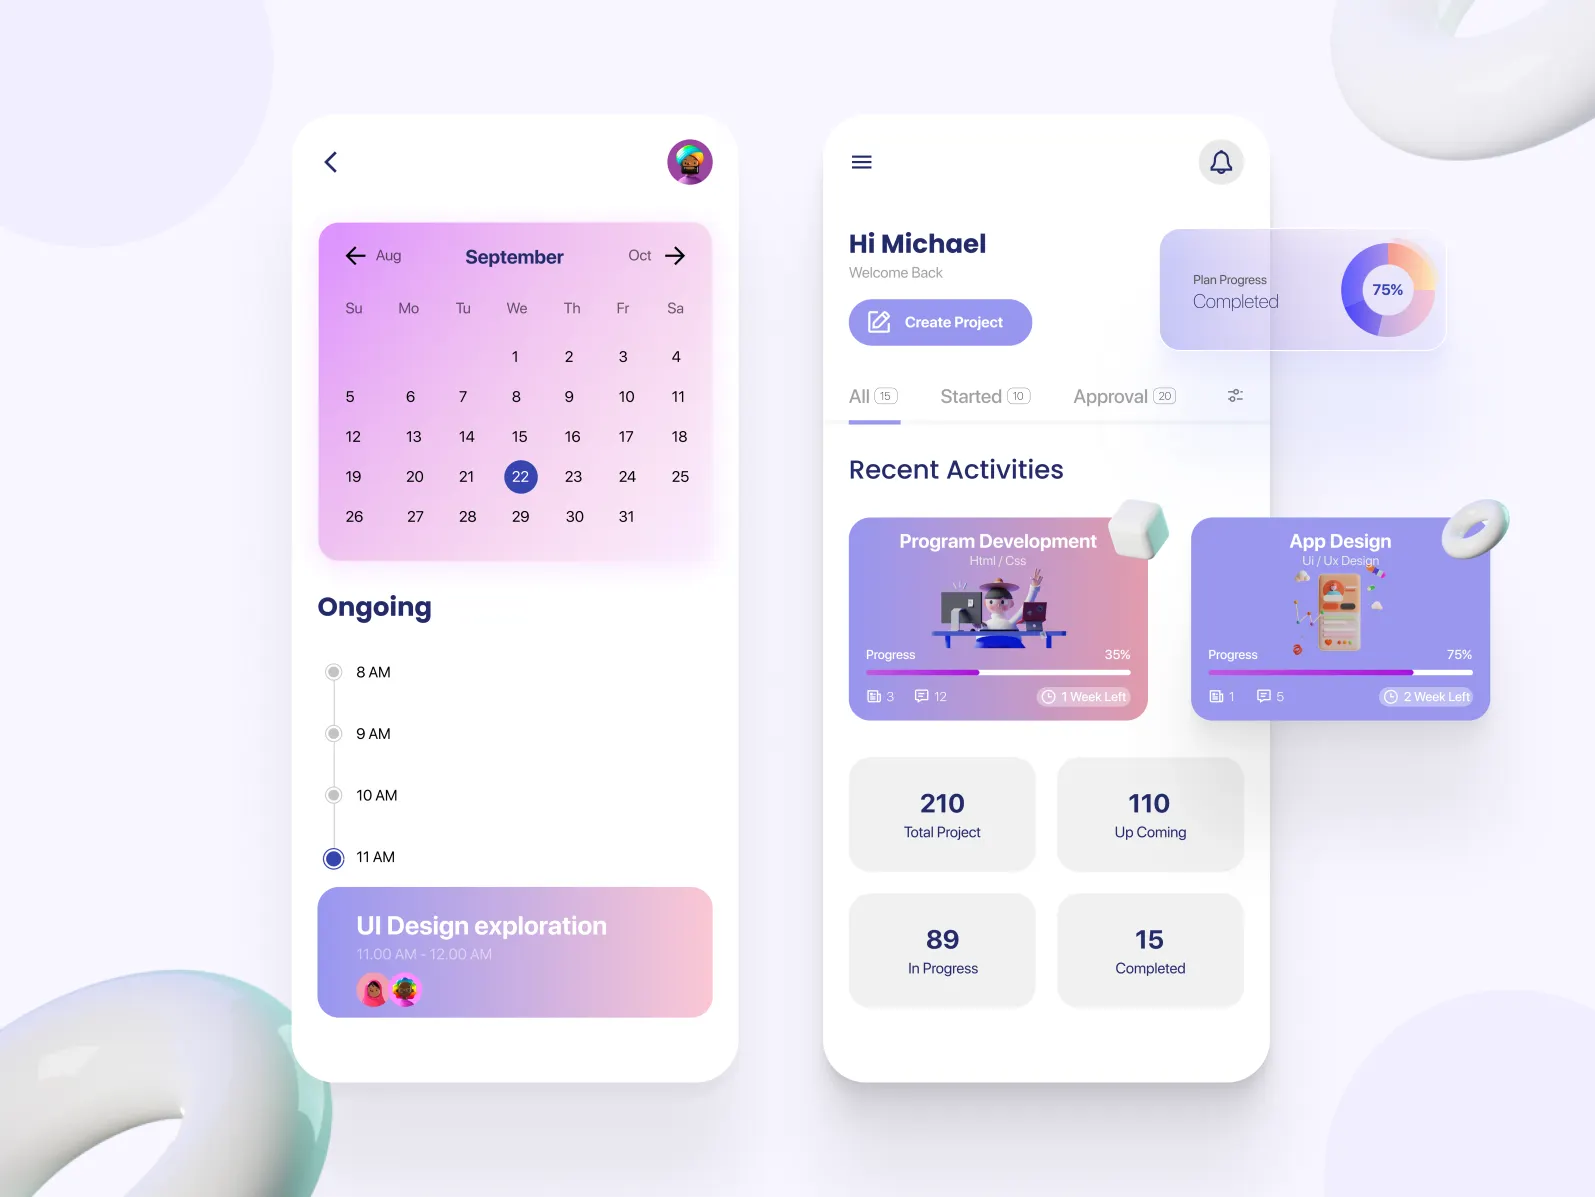 Aug September Oct
Su Mo Tu We Th Fr Sa
1 2 3 4
5 6 7 8 9 10 11
12 13 14 15 16 17 18
19 20 21 22 23 24 25
26 27 28 29 30 31
Ongoing
8 AM
9 AM
10 AM
11 AM
UI Design exploration
11.00 AM - 12.00 AM
Hi Michael
Welcome Back
Create Project
Plan Progress
Completed
75%
All 15 Started 10 Approval 20
Recent Activities
Program Development
Html / Css
Progress 35%
3 12 1 Week Left
App Design
Ui / Ux Design
Progress 75%
1 5 2 Week Left
210
Total Project
110
Up Coming
89
In Progress
15
Completed